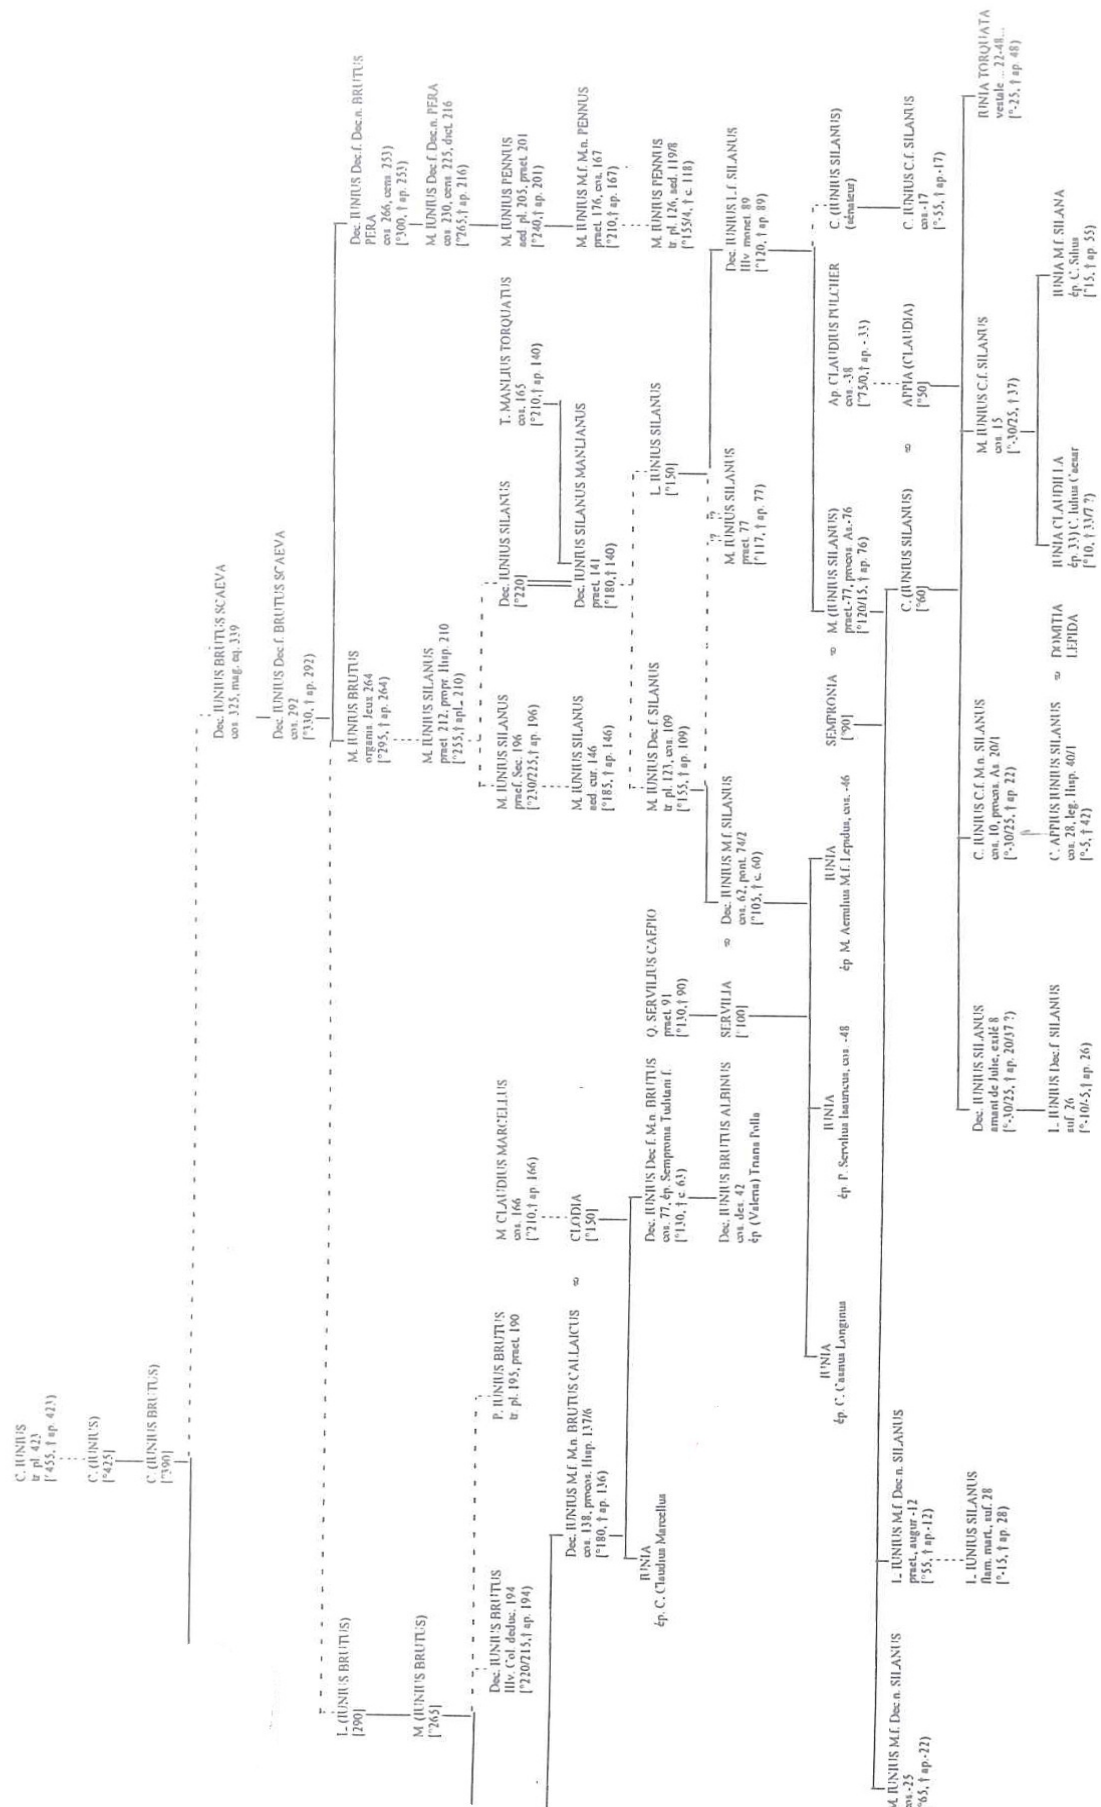 C. IUNIUS
tr pl. 423
[°455, † ap. 423)
C. (IUNIUS)
[°425]
C. (IUNIUS BRUTUS)
[°390]
Dec. IUNIUS BRUTUS SCAEVA
cos 325, mag. eq. 339
Dec. IUNIUS Dec.f. BRUTUS SCAEVA
cos. 292
[°330, † ap. 292)
L. (IUNIUS BRUTUS)
[290]
M. IUNIUS BRUTUS
organis. Jeux 264
[°295, † ap. 264)
Dec. IUNIUS Dec.f. Dec.n. BRUTUS
PERA
cos 266, cens 253)
[°300, † ap. 253)
M. (IUNIUS BRUTUS)
[°265]
M. IUNIUS SILANUS
praet 212, propr. Hisp. 210
[°255, † apl. 210)
M. IUNIUS Dec.f. Dec.n. PERA
cos 230, cens 225, dict. 216
[°265, † ap. 216)
Dec. IUNIUS BRUTUS
IIIv. Col. deduc. 194
[°220/215, † ap. 194)
P. IUNIUS BRUTUS
tr. pl. 195, praet. 190
M. CLAUDIUS MARCELLUS
cos. 166
[°210, † ap. 166)
M. IUNIUS SILANUS
praef. Soc. 196
[°230/225, † ap. 196)
Dec. IUNIUS SILANUS
[°220]
T. MANLIUS TORQUATUS
cos. 165
[°210, † ap. 140)
M. IUNIUS PENNUS
aed. pl. 205, praet. 201
[°240, † ap. 201)
Dec. IUNIUS M.f. M.n. BRUTUS CALLAICUS
cos. 138, procos. Hisp. 137/6
[°180, † ap. 136)
∞
CLODIA
[°150]
M. IUNIUS SILANUS
aed. cur. 146
[°185, † ap. 146)
Dec. IUNIUS SILANUS MANLIANUS
praet. 141
[°180, † 140)
M. IUNIUS M.f. M.n. PENNUS
praet 176, cos. 167
[°210, † ap. 167)
IUNIA
ép. C. Claudius Marcellus
Dec. IUNIUS Dec.f. M.n. BRUTUS
cos. 77, ép. Sempronia Tuditani f.
[°130, † c. 63)
Q. SERVILIUS CAEPIO
praet. 91
[°130, † 90)
M. IUNIUS Dec.f. SILANUS
tr. pl. 123, cos. 109
[°155, † ap. 109)
L. IUNIUS SILANUS
[°150]
M. IUNIUS PENNUS
tr. pl. 126, aed. 119/8
[°155/4, † c. 118)
Dec. IUNIUS BRUTUS ALBINUS
cos. des. 42
ép. (Valeria) Triaria Polla
SERVILIA
[°100]
∞
Dec. IUNIUS M.f. SILANUS
cos. 62, pont. 74/2
[°105, † c. 60)
? ?
M. IUNIUS SILANUS
praet. 77
[°117, † ap. 77)
Dec. IUNIUS L.f. SILANUS
IIIv. monet. 89
[°120, † ap. 89)
IUNIA
ép. C. Cassius Longinus
IUNIA
ép. P. Servilius Isauricus, cos. -48
IUNIA
ép M. Aemilius M.f. Lepidus, cos. -46
SEMPRONIA
[°90]
∞
M. (IUNIUS SILANUS)
praet.-77, procos. As.-76
[°120/15, † ap. 76)
Ap. CLAUDIUS PULCHER
cos. -38
[°75/0, † ap. -33)
C. (IUNIUS SILANUS)
(sénateur)
M. IUNIUS M.f. Dec.n. SILANUS
cos.-25
[°65, † ap.-22)
L. IUNIUS M.f. Dec.n. SILANUS
praet., augur -12
[°55, † ap.-12)
C. (IUNIUS SILANUS)
[°60]
∞
APPIA (CLAUDIA)
[°50]
C. IUNIUS C.f. SILANUS
cos.-17
[°-55, † ap.-17)
L. IUNIUS SILANUS
flam. mart., suf. 28
[°-15, † ap. 28)
Dec. IUNIUS SILANUS
amant de Julie, exilé 8
[°-30/25, † ap. 20/37 ?)
C. IUNIUS C.f. M.n. SILANUS
cos. 10, procos. As. 20/1
[°-30/25, † ap. 22)
M. IUNIUS C.f. SILANUS
cos. 15
[°-30/25, † 37)
IUNIA TORQUATA
vestale ... 22-48...
[°-25, † ap. 48)
L. IUNIUS Dec.f SILANUS
suf. 26
[°-10/-5, † ap. 26)
C. APPIUS IUNIUS SILANUS
cos. 28, leg. Hisp. 40/1
[°-5, † 42)
∞
DOMITIA
LEPIDA
IUNIA CLAUDILLA
ép. 33) C. Iulius Caesar
[°10, † 33/7 ?)
IUNIA M.f. SILANA
ép. C. Silius
[°15, † ap. 55)